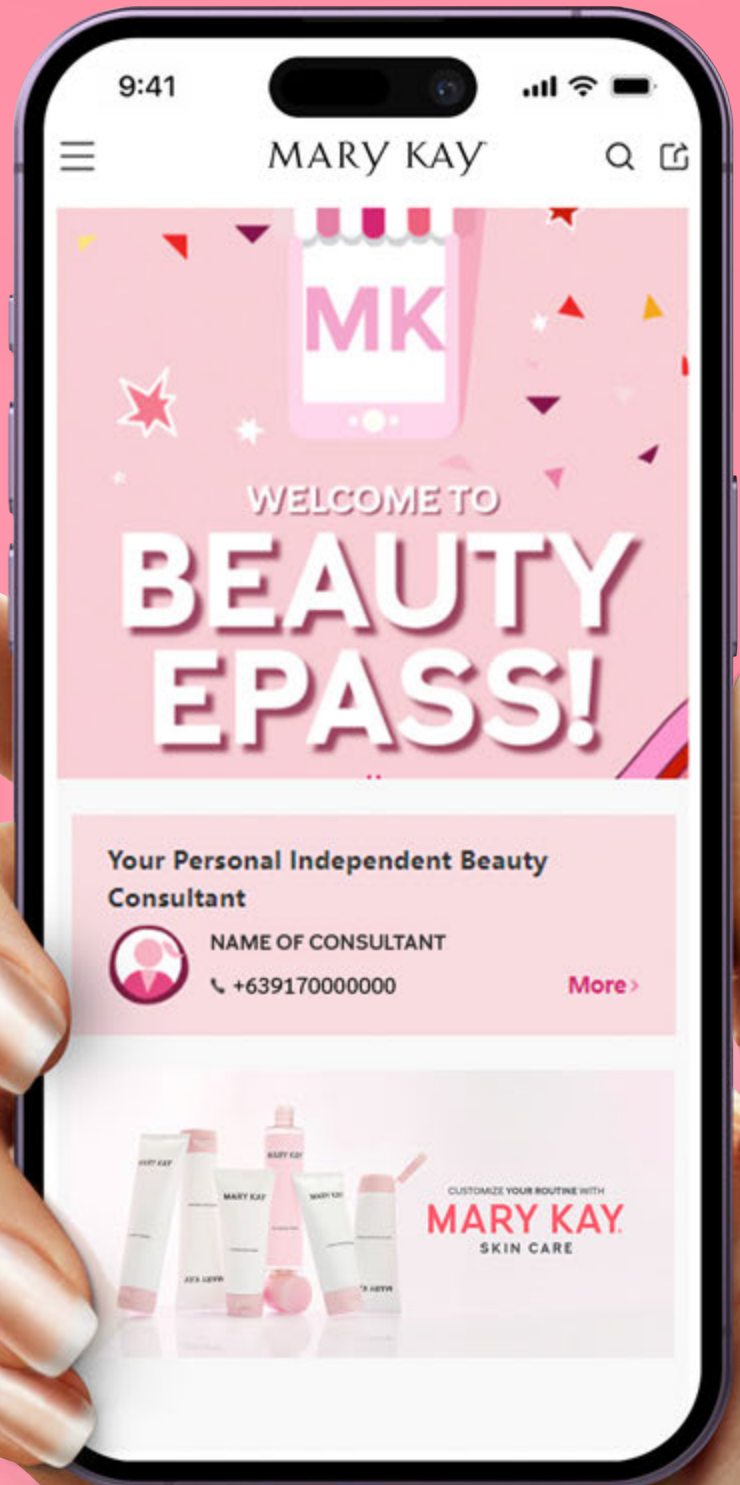 9:41
MARY KAY
MK
WELCOME TO
BEAUTY
EPASS!
Your Personal Independent Beauty
Consultant
NAME OF CONSULTANT
+639170000000
More
MARY KAY
MARY KAY
MARY KAY
CUSTOMIZE YOUR ROUTINE WITH
MARY KAY
SKIN CARE